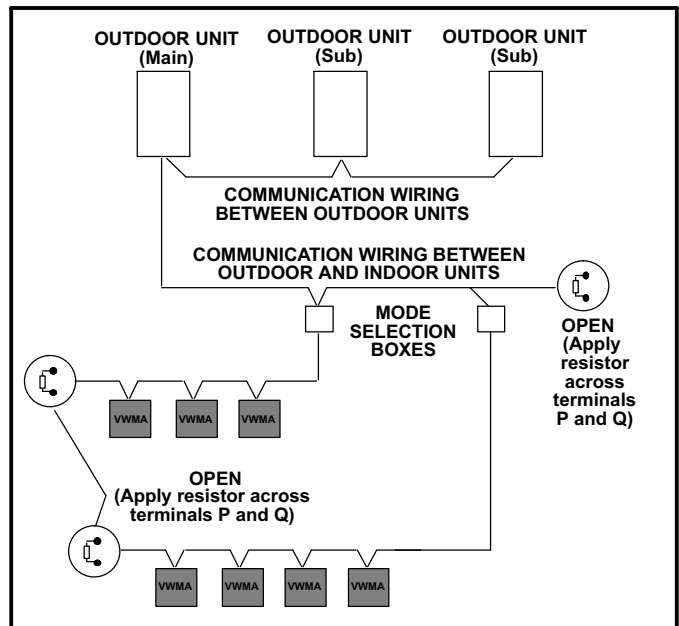 OUTDOOR UNIT
(Main)
OUTDOOR UNIT
(Sub)
OUTDOOR UNIT
(Sub)
COMMUNICATION WIRING
BETWEEN OUTDOOR UNITS
COMMUNICATION WIRING BETWEEN
OUTDOOR AND INDOOR UNITS
MODE
SELECTION
BOXES
OPEN
(Apply
resistor
across
terminals
P and Q)
VWMA
VWMA
VWMA
OPEN
(Apply resistor across
terminals P and Q)
VWMA
VWMA
VWMA
VWMA